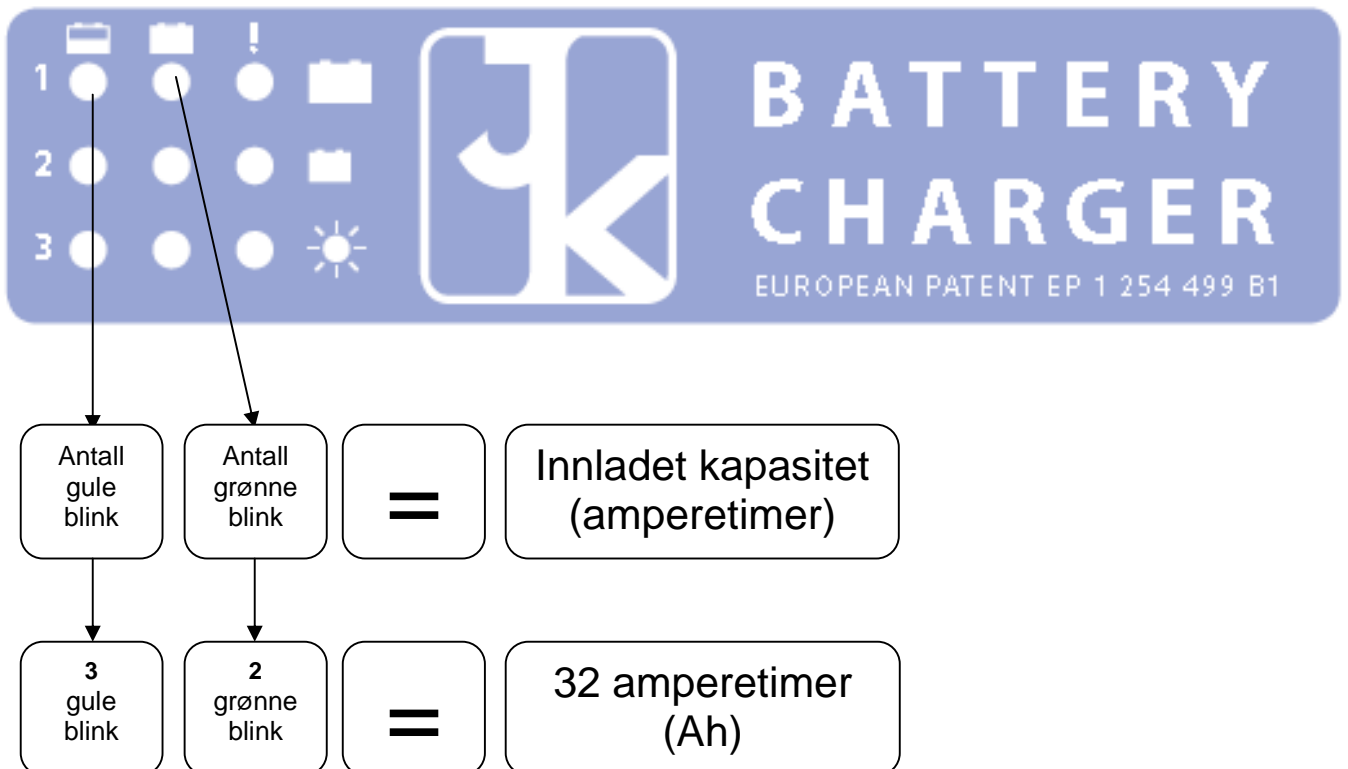 1
2
3
!
JK
BATTERY
CHARGER
EUROPEAN PATENT EP 1 254 499 B1
Antall
gule
blink
Antall
grønne
blink
=
Innladet kapasitet
(amperetimer)
3
gule
blink
2
grønne
blink
=
32 amperetimer
(Ah)